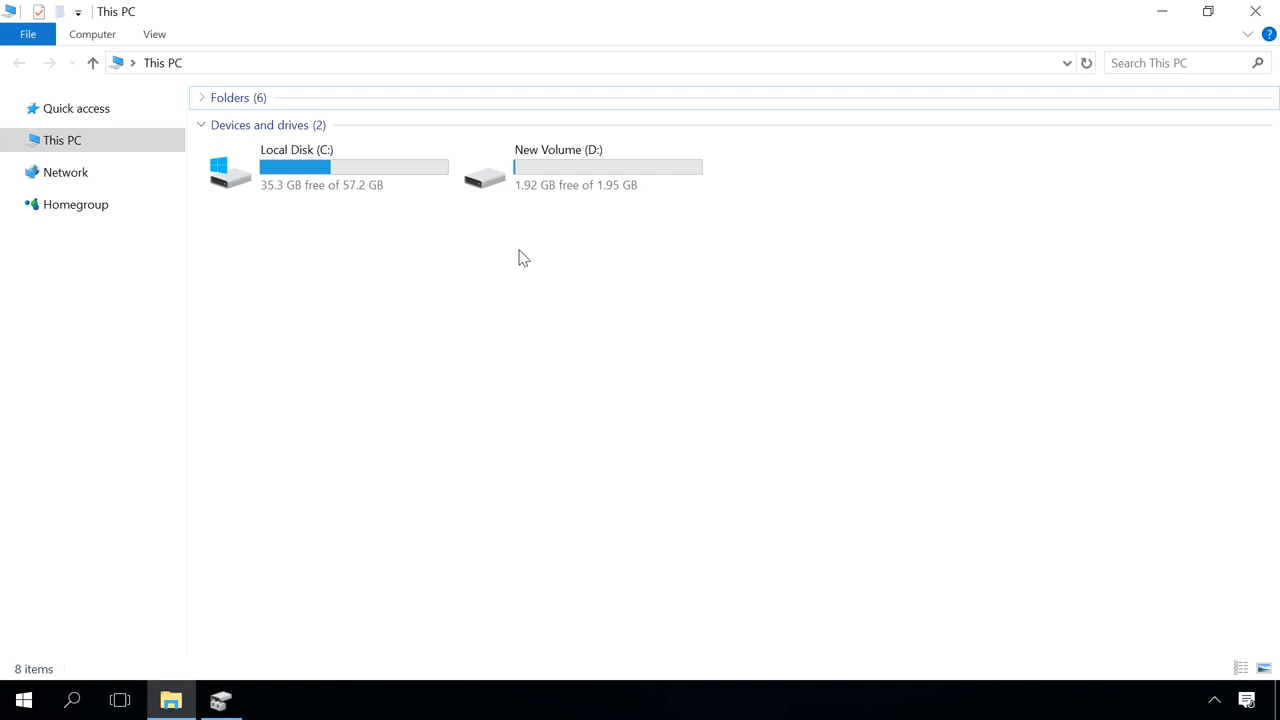 This PC
File
Computer
View
This PC
Search This PC
Quick access
This PC
Network
Homegroup
Folders (6)
Devices and drives (2)
Local Disk (C:)
35.3 GB free of 57.2 GB
New Volume (D:)
1.92 GB free of 1.95 GB
8 items